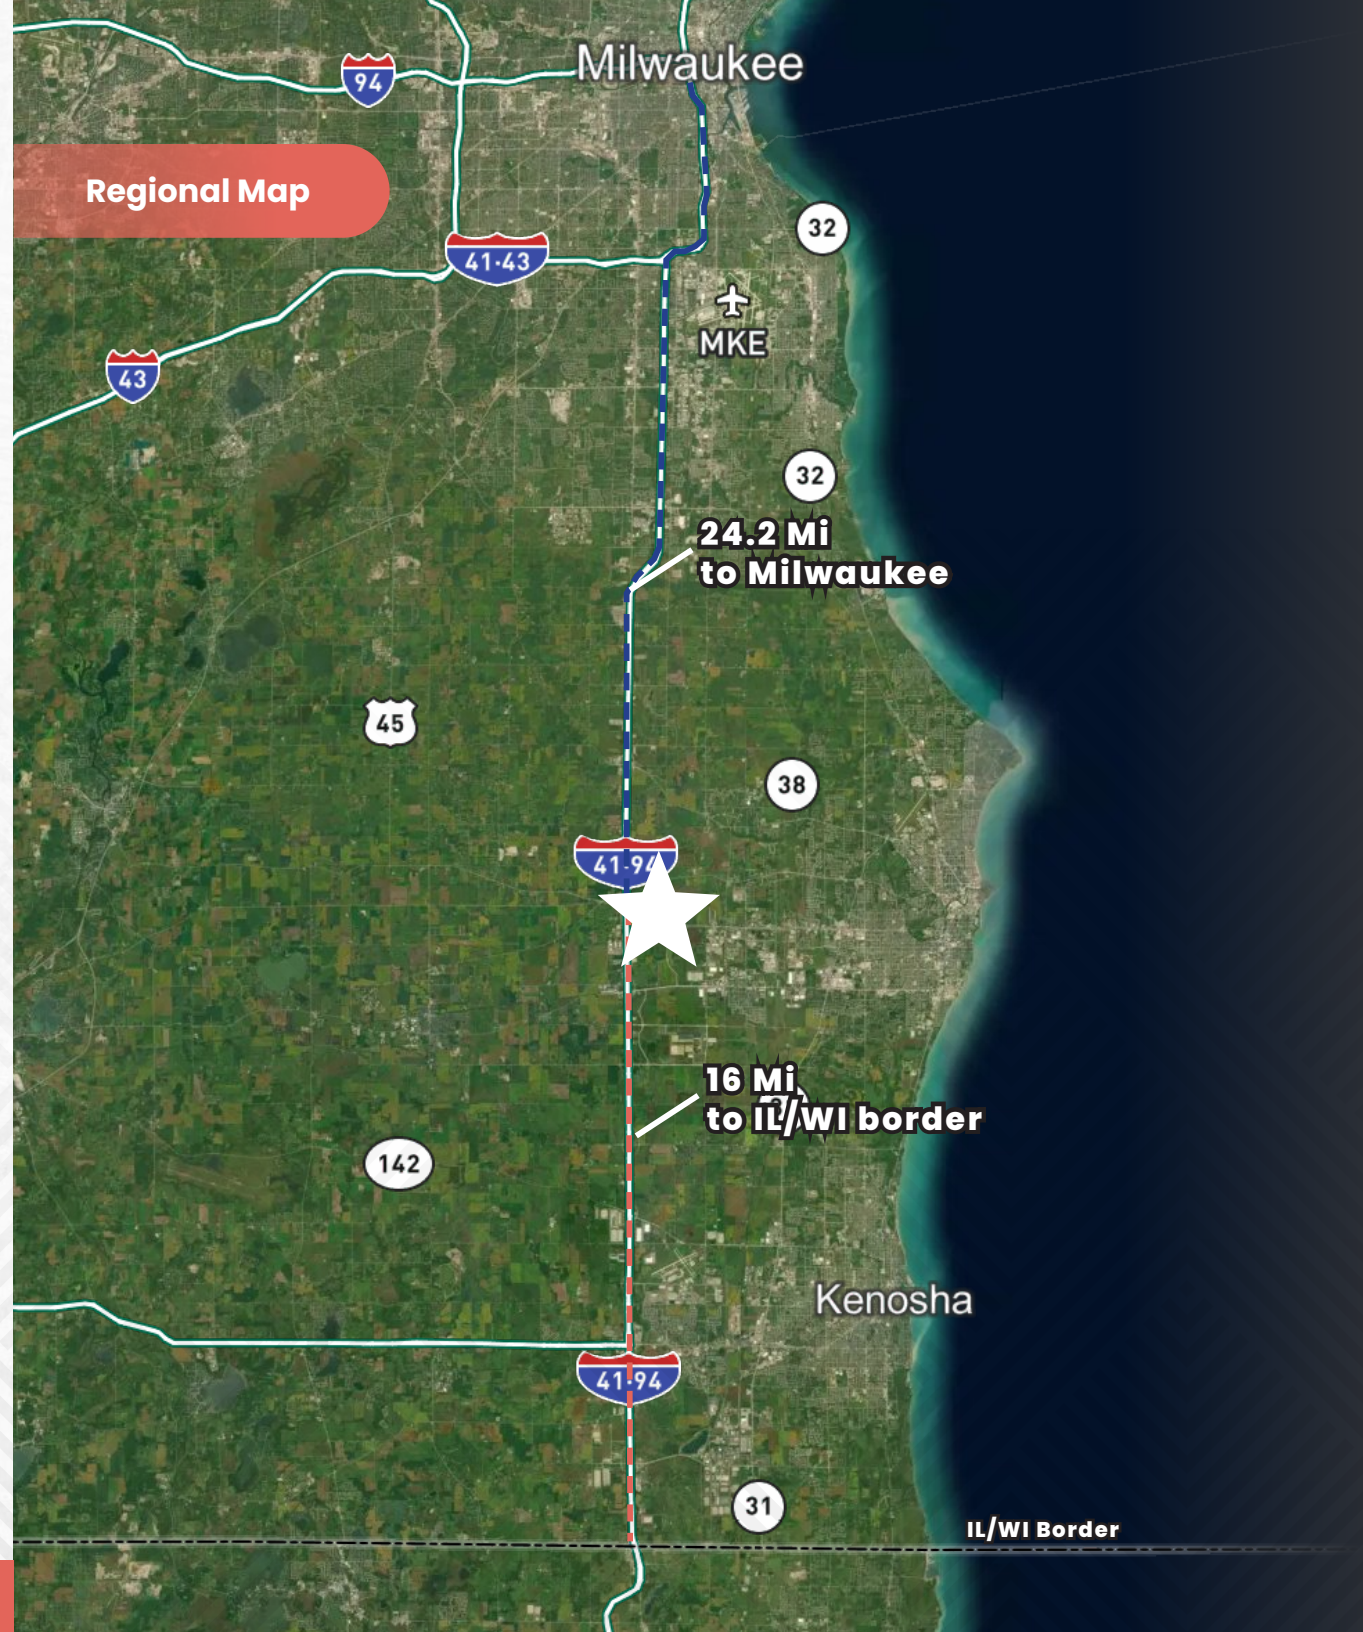 Milwaukee
94
Regional Map
32
41·43
MKE
43
32
24.2 Mi
to Milwaukee
45
38
41·94
16 Mi
to IL/WI border
142
Kenosha
41·94
31
IL/WI Border